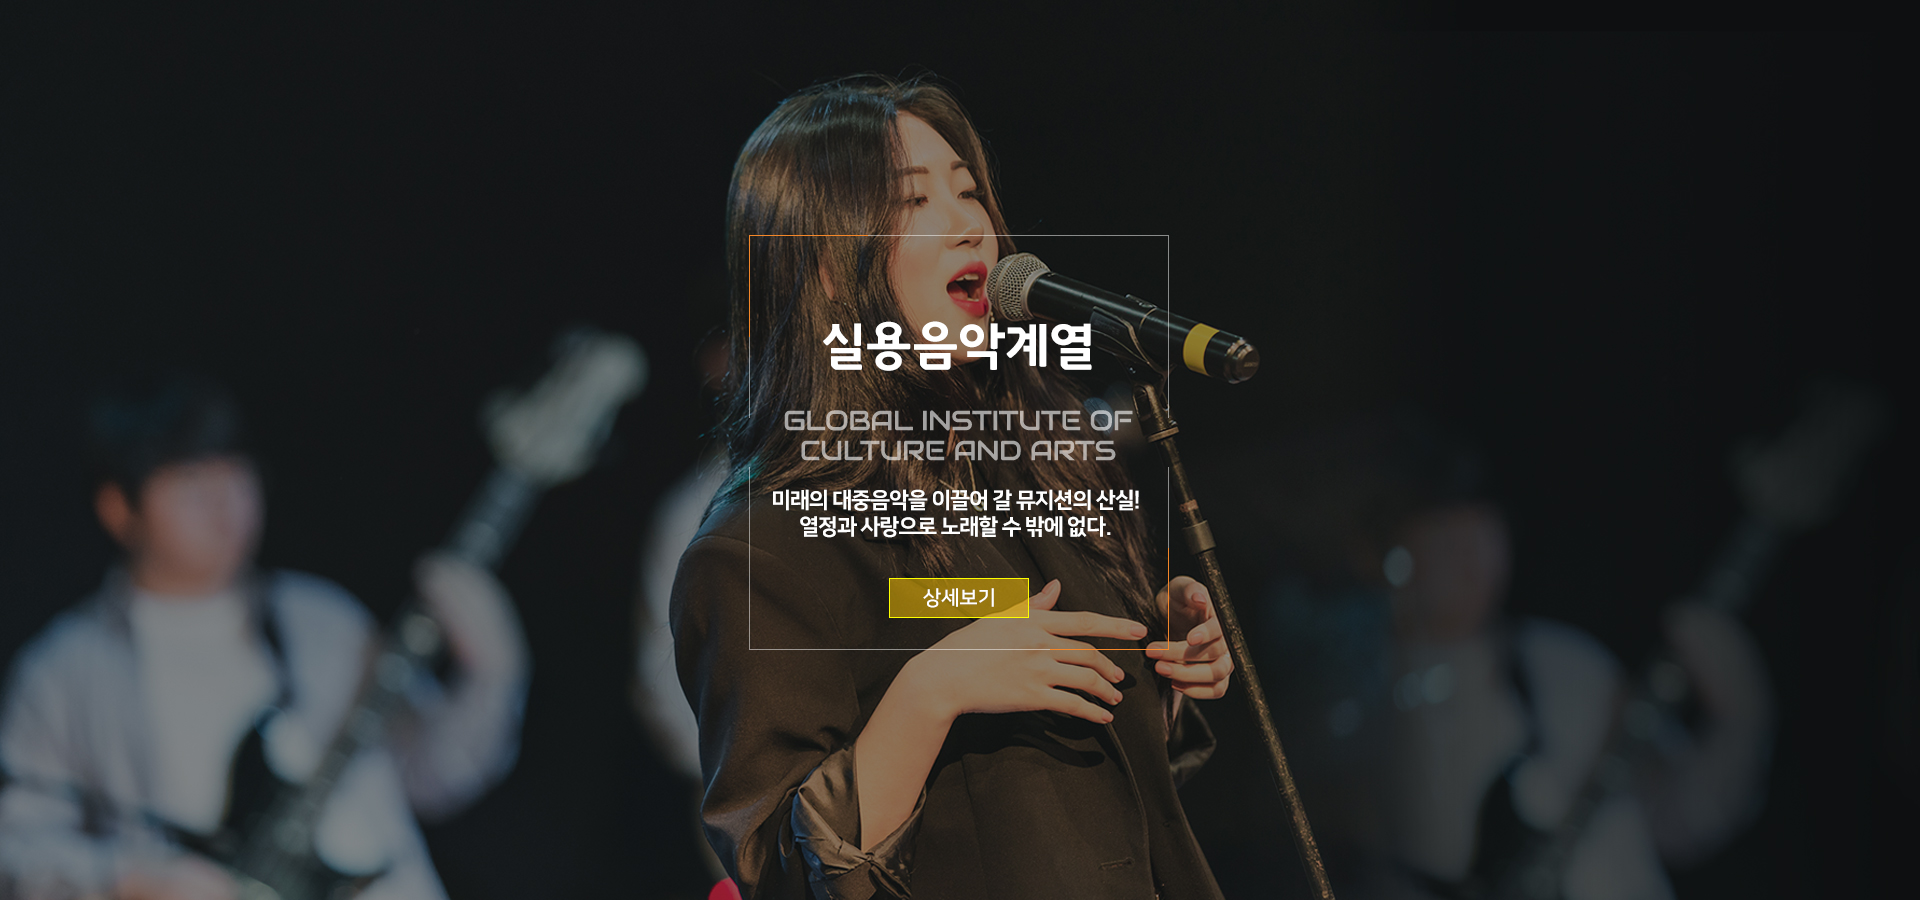 실용음악계열
GLOBAL INSTITUTE OF
CULTURE AND ARTS
미래의 대중음악을 이끌어 갈 뮤지션의 산실!
열정과 사랑으로 노래할 수 밖에 없다.
상세보기